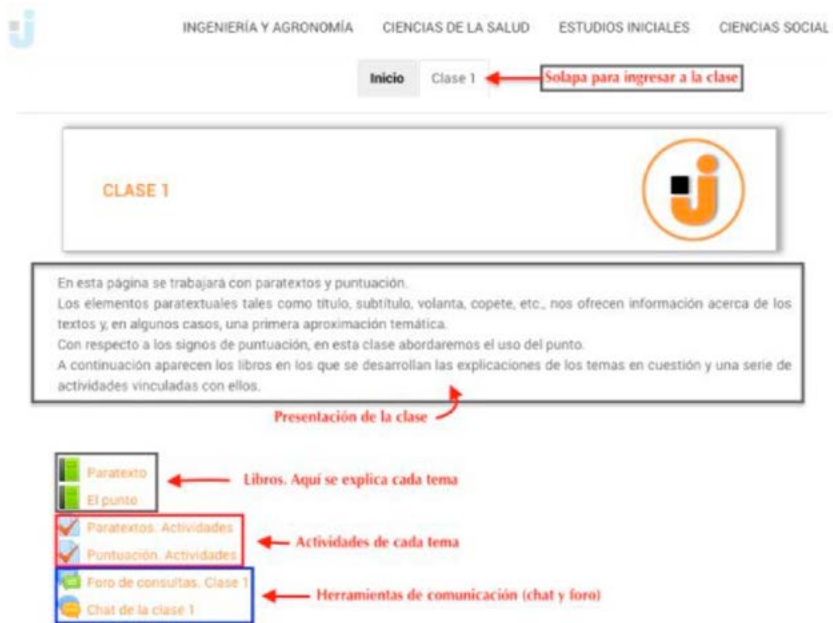 INGENIERÍA Y AGRONOMÍA CIENCIAS DE LA SALUD ESTUDIOS INICIALES CIENCIAS SOCIAL
Inicio Clase 1 Solapa para ingresar a la clase
CLASE 1
En esta página se trabajará con paratextos y puntuación.
Los elementos paratextuales tales como título, subtítulo, volanta, copete, etc., nos ofrecen información acerca de los
textos y, en algunos casos, una primera aproximación temática.
Con respecto a los signos de puntuación, en esta clase abordaremos el uso del punto.
A continuación aparecen los libros en los que se desarrollan las explicaciones de los temas en cuestión y una serie de
actividades vinculadas con ellos.
Presentación de la clase
Paratexto
Libros. Aquí se explica cada tema
El punto
Paratextos. Actividades
Actividades de cada tema
Puntuación. Actividades
Foro de consultas. Clase 1
Herramientas de comunicación (chat y foro)
Chat de la clase 1